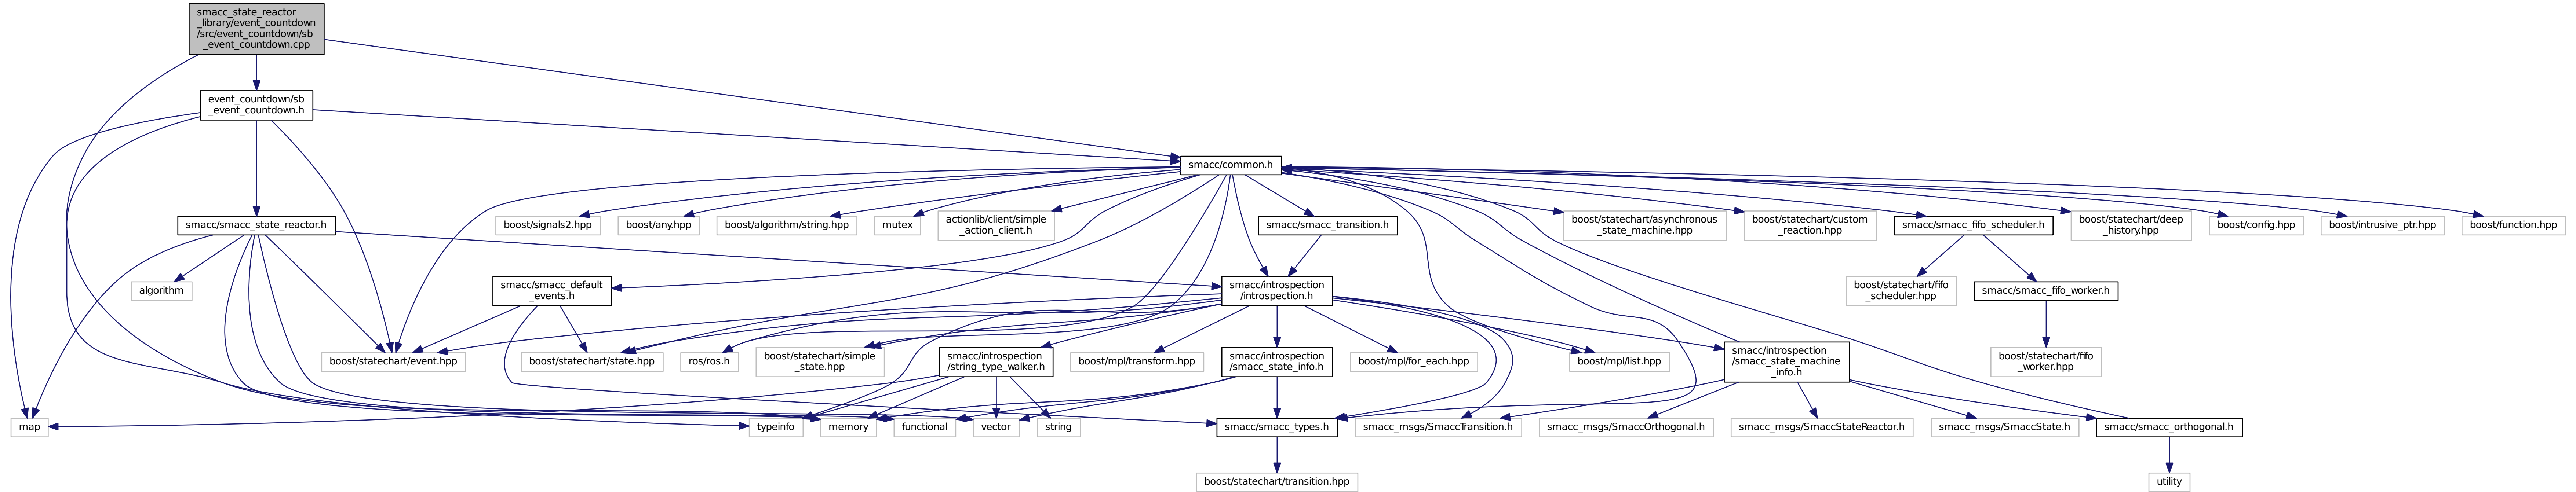 smacc_state_reactor
_library/event_countdown
/src/event_countdown/sb
_event_countdown.cpp
event_countdown/sb
_event_countdown.h
smacc/common.h
smacc/smacc_state_reactor.h
boost/signals2.hpp
boost/any.hpp
boost/algorithm/string.hpp
mutex
actionlib/client/simple
_action_client.h
smacc/smacc_transition.h
boost/statechart/asynchronous
_state_machine.hpp
boost/statechart/custom
_reaction.hpp
smacc/smacc_fifo_scheduler.h
boost/statechart/deep
_history.hpp
boost/config.hpp
boost/intrusive_ptr.hpp
boost/function.hpp
algorithm
smacc/smacc_default
_events.h
smacc/introspection
/introspection.h
boost/statechart/fifo
_scheduler.hpp
smacc/smacc_fifo_worker.h
boost/statechart/event.hpp
boost/statechart/state.hpp
ros/ros.h
boost/statechart/simple
_state.hpp
smacc/introspection
/string_type_walker.h
boost/mpl/transform.hpp
smacc/introspection
/smacc_state_info.h
boost/mpl/for_each.hpp
boost/mpl/list.hpp
smacc/introspection
/smacc_state_machine
_info.h
boost/statechart/fifo
_worker.hpp
map
typeinfo
memory
functional
vector
string
smacc/smacc_types.h
smacc_msgs/SmaccTransition.h
smacc_msgs/SmaccOrthogonal.h
smacc_msgs/SmaccStateReactor.h
smacc_msgs/SmaccState.h
smacc/smacc_orthogonal.h
boost/statechart/transition.hpp
utility